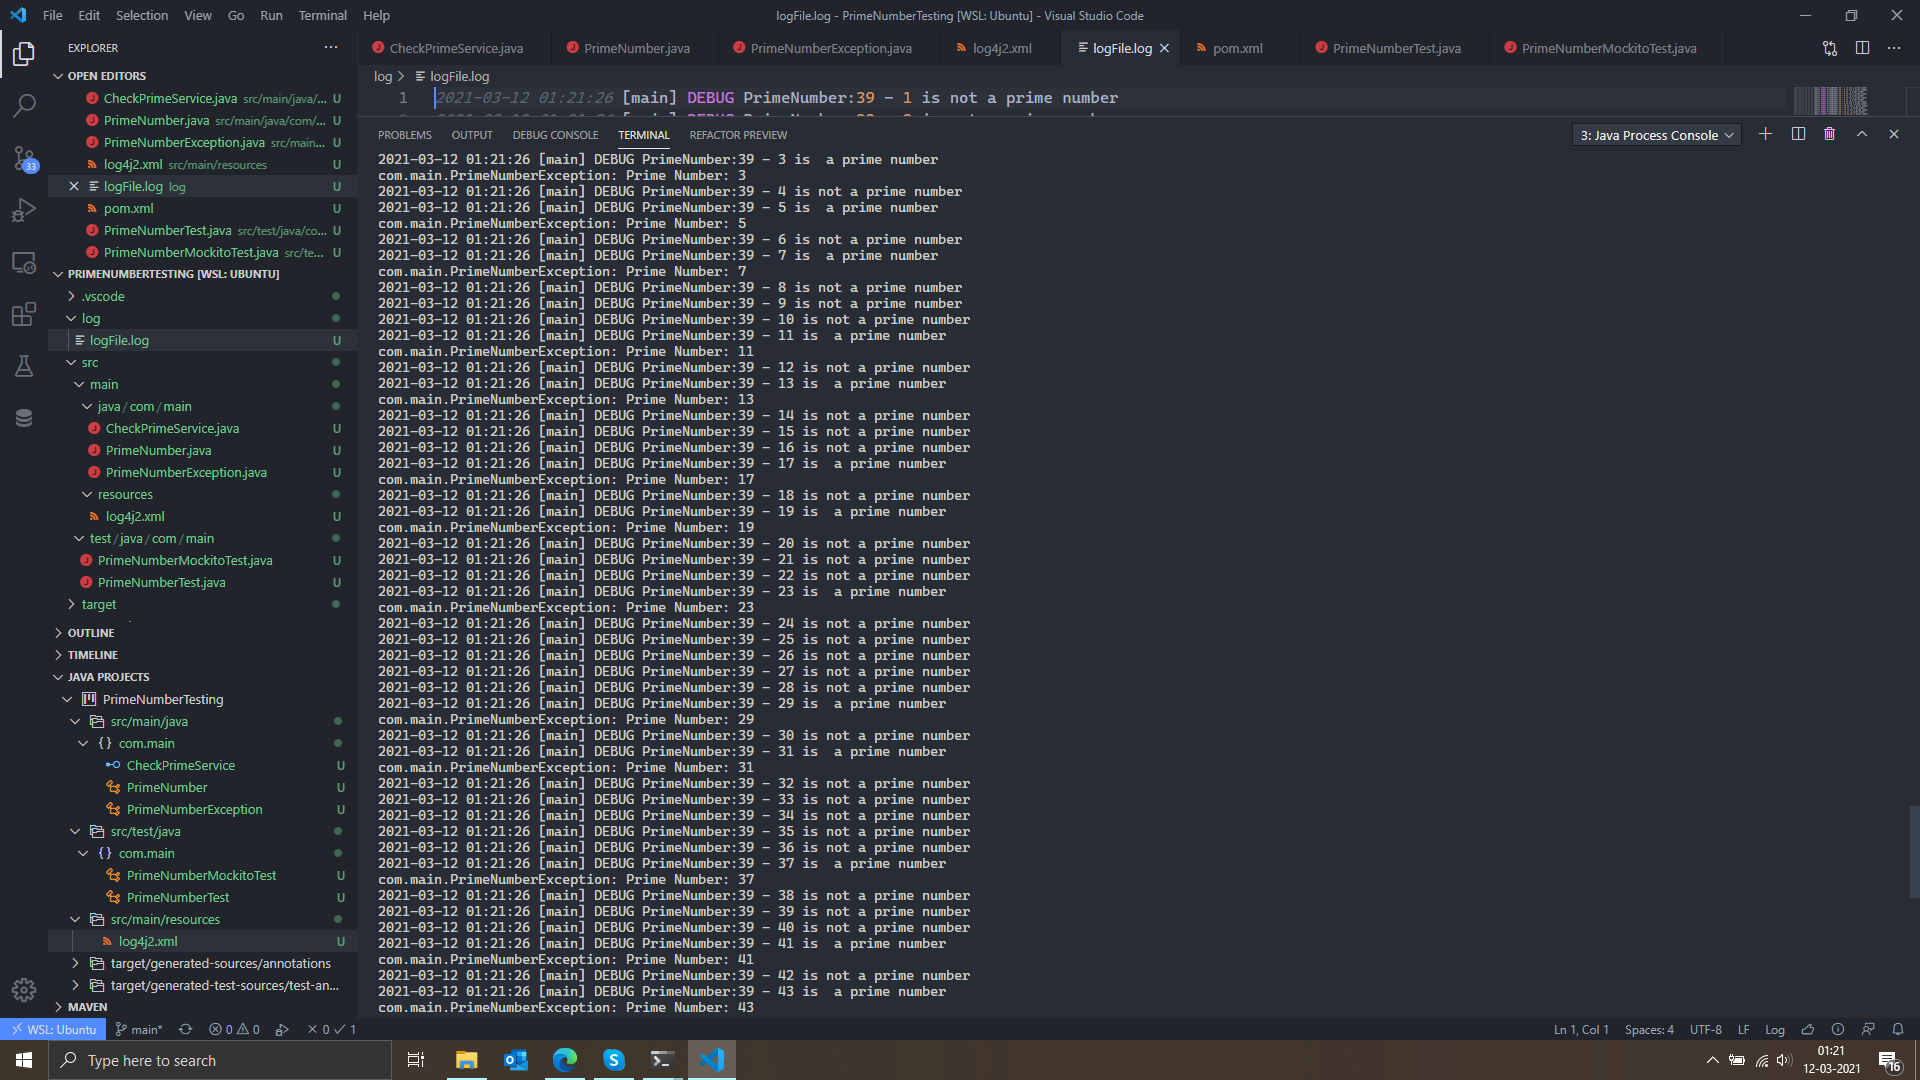 File Edit Selection View Go Run Terminal Help
logFile.log - PrimeNumberTesting [WSL: Ubuntu] - Visual Studio Code
EXPLORER
OPEN EDITORS
CheckPrimeService.java src/main/java/... U
PrimeNumber.java src/main/java/com/... U
PrimeNumberException.java src/main... U
log4j2.xml src/main/resources U
logFile.log log U
pom.xml U
PrimeNumberTest.java src/test/java/co... U
PrimeNumberMockitoTest.java src/te... U
PRIMENUMBERTESTING [WSL: UBUNTU]
.vscode
log
logFile.log U
src
main
java / com / main
CheckPrimeService.java U
PrimeNumber.java U
PrimeNumberException.java U
resources
log4j2.xml U
test / java / com / main
PrimeNumberMockitoTest.java U
PrimeNumberTest.java U
target
OUTLINE
TIMELINE
JAVA PROJECTS
PrimeNumberTesting
src/main/java
{} com.main
CheckPrimeService U
PrimeNumber U
PrimeNumberException U
src/test/java
{} com.main
PrimeNumberMockitoTest U
PrimeNumberTest U
src/main/resources
log4j2.xml U
target/generated-sources/annotations
target/generated-test-sources/test-an...
MAVEN
33
CheckPrimeService.java PrimeNumber.java PrimeNumberException.java log4j2.xml logFile.log pom.xml PrimeNumberTest.java PrimeNumberMockitoTest.java
log > logFile.log
1 2021-03-12 01:21:26 [main] DEBUG PrimeNumber:39 - 1 is not a prime number
PROBLEMS OUTPUT DEBUG CONSOLE TERMINAL REFACTOR PREVIEW
3: Java Process Console
2021-03-12 01:21:26 [main] DEBUG PrimeNumber:39 - 3 is  a prime number
com.main.PrimeNumberException: Prime Number: 3
2021-03-12 01:21:26 [main] DEBUG PrimeNumber:39 - 4 is not a prime number
2021-03-12 01:21:26 [main] DEBUG PrimeNumber:39 - 5 is  a prime number
com.main.PrimeNumberException: Prime Number: 5
2021-03-12 01:21:26 [main] DEBUG PrimeNumber:39 - 6 is not a prime number
2021-03-12 01:21:26 [main] DEBUG PrimeNumber:39 - 7 is  a prime number
com.main.PrimeNumberException: Prime Number: 7
2021-03-12 01:21:26 [main] DEBUG PrimeNumber:39 - 8 is not a prime number
2021-03-12 01:21:26 [main] DEBUG PrimeNumber:39 - 9 is not a prime number
2021-03-12 01:21:26 [main] DEBUG PrimeNumber:39 - 10 is not a prime number
2021-03-12 01:21:26 [main] DEBUG PrimeNumber:39 - 11 is  a prime number
com.main.PrimeNumberException: Prime Number: 11
2021-03-12 01:21:26 [main] DEBUG PrimeNumber:39 - 12 is not a prime number
2021-03-12 01:21:26 [main] DEBUG PrimeNumber:39 - 13 is  a prime number
com.main.PrimeNumberException: Prime Number: 13
2021-03-12 01:21:26 [main] DEBUG PrimeNumber:39 - 14 is not a prime number
2021-03-12 01:21:26 [main] DEBUG PrimeNumber:39 - 15 is not a prime number
2021-03-12 01:21:26 [main] DEBUG PrimeNumber:39 - 16 is not a prime number
2021-03-12 01:21:26 [main] DEBUG PrimeNumber:39 - 17 is  a prime number
com.main.PrimeNumberException: Prime Number: 17
2021-03-12 01:21:26 [main] DEBUG PrimeNumber:39 - 18 is not a prime number
2021-03-12 01:21:26 [main] DEBUG PrimeNumber:39 - 19 is  a prime number
com.main.PrimeNumberException: Prime Number: 19
2021-03-12 01:21:26 [main] DEBUG PrimeNumber:39 - 20 is not a prime number
2021-03-12 01:21:26 [main] DEBUG PrimeNumber:39 - 21 is not a prime number
2021-03-12 01:21:26 [main] DEBUG PrimeNumber:39 - 22 is not a prime number
2021-03-12 01:21:26 [main] DEBUG PrimeNumber:39 - 23 is  a prime number
com.main.PrimeNumberException: Prime Number: 23
2021-03-12 01:21:26 [main] DEBUG PrimeNumber:39 - 24 is not a prime number
2021-03-12 01:21:26 [main] DEBUG PrimeNumber:39 - 25 is not a prime number
2021-03-12 01:21:26 [main] DEBUG PrimeNumber:39 - 26 is not a prime number
2021-03-12 01:21:26 [main] DEBUG PrimeNumber:39 - 27 is not a prime number
2021-03-12 01:21:26 [main] DEBUG PrimeNumber:39 - 28 is not a prime number
2021-03-12 01:21:26 [main] DEBUG PrimeNumber:39 - 29 is  a prime number
com.main.PrimeNumberException: Prime Number: 29
2021-03-12 01:21:26 [main] DEBUG PrimeNumber:39 - 30 is not a prime number
2021-03-12 01:21:26 [main] DEBUG PrimeNumber:39 - 31 is  a prime number
com.main.PrimeNumberException: Prime Number: 31
2021-03-12 01:21:26 [main] DEBUG PrimeNumber:39 - 32 is not a prime number
2021-03-12 01:21:26 [main] DEBUG PrimeNumber:39 - 33 is not a prime number
2021-03-12 01:21:26 [main] DEBUG PrimeNumber:39 - 34 is not a prime number
2021-03-12 01:21:26 [main] DEBUG PrimeNumber:39 - 35 is not a prime number
2021-03-12 01:21:26 [main] DEBUG PrimeNumber:39 - 36 is not a prime number
2021-03-12 01:21:26 [main] DEBUG PrimeNumber:39 - 37 is  a prime number
com.main.PrimeNumberException: Prime Number: 37
2021-03-12 01:21:26 [main] DEBUG PrimeNumber:39 - 38 is not a prime number
2021-03-12 01:21:26 [main] DEBUG PrimeNumber:39 - 39 is not a prime number
2021-03-12 01:21:26 [main] DEBUG PrimeNumber:39 - 40 is not a prime number
2021-03-12 01:21:26 [main] DEBUG PrimeNumber:39 - 41 is  a prime number
com.main.PrimeNumberException: Prime Number: 41
2021-03-12 01:21:26 [main] DEBUG PrimeNumber:39 - 42 is not a prime number
2021-03-12 01:21:26 [main] DEBUG PrimeNumber:39 - 43 is  a prime number
com.main.PrimeNumberException: Prime Number: 43
WSL: Ubuntu main* 0 0 0 1 Ln 1, Col 1 Spaces: 4 UTF-8 LF Log
Type here to search
01:21
12-03-2021
16